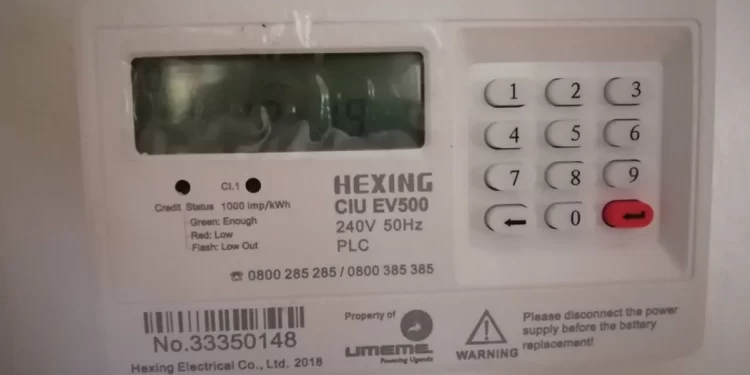 1 2 3
4 5 6
7 8 9
0
Cl.1
Credit Status 1000 imp/kWh
Green: Enough
Red: Low
Flash: Low Out
HEXING
CIU EV500
240V 50Hz
PLC
☏ 0800 285 285 / 0800 385 385
No.33350148
Hexing Electrical Co., Ltd. 2018
Property of
UMEME
Powering Uganda
WARNING
Please disconnect the power
supply before the battery
replacement!